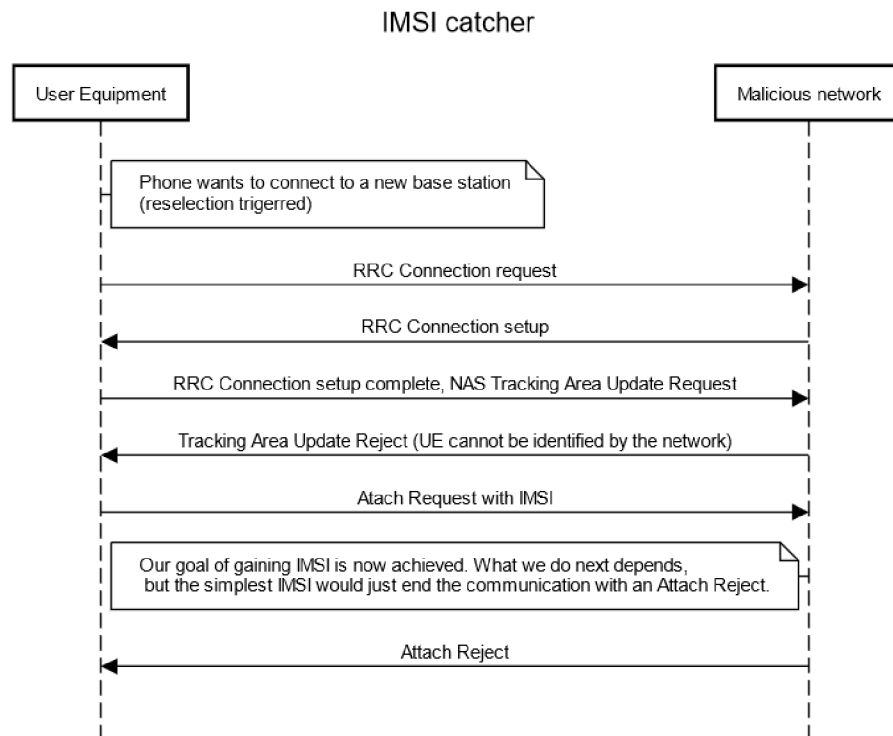 IMSI catcher
User Equipment
Malicious network
Phone wants to connect to a new base station
(reselection trigerred)
RRC Connection request
RRC Connection setup
RRC Connection setup complete, NAS Tracking Area Update Request
Tracking Area Update Reject (UE cannot be identified by the network)
Atach Request with IMSI
Our goal of gaining IMSI is now achieved. What we do next depends,
but the simplest IMSI would just end the communication with an Attach Reject.
Attach Reject